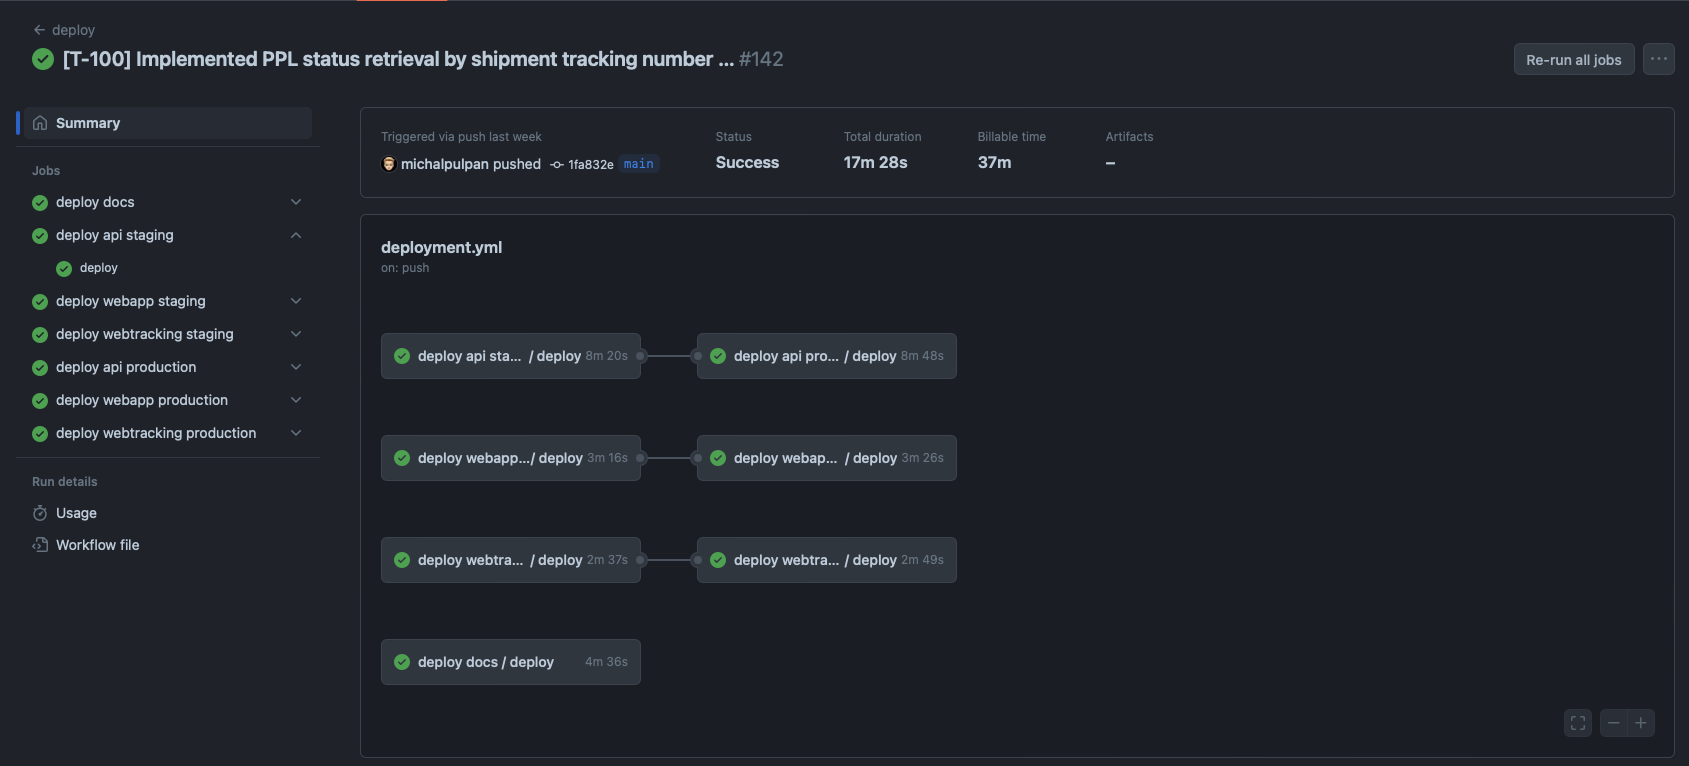 deploy
[T-100] Implemented PPL status retrieval by shipment tracking number ... #142
Re-run all jobs
Summary
Jobs
deploy docs
deploy api staging
deploy
deploy webapp staging
deploy webtracking staging
deploy api production
deploy webapp production
deploy webtracking production
Run details
Usage
Workflow file
Triggered via push last week
michalpulpan pushed 1fa832e main
Status
Success
Total duration
17m 28s
Billable time
37m
Artifacts
–
deployment.yml
on: push
deploy api sta... / deploy 8m 20s
deploy api pro... / deploy 8m 48s
deploy webapp.../ deploy 3m 16s
deploy webap... / deploy 3m 26s
deploy webtra... / deploy 2m 37s
deploy webtra... / deploy 2m 49s
deploy docs / deploy 4m 36s